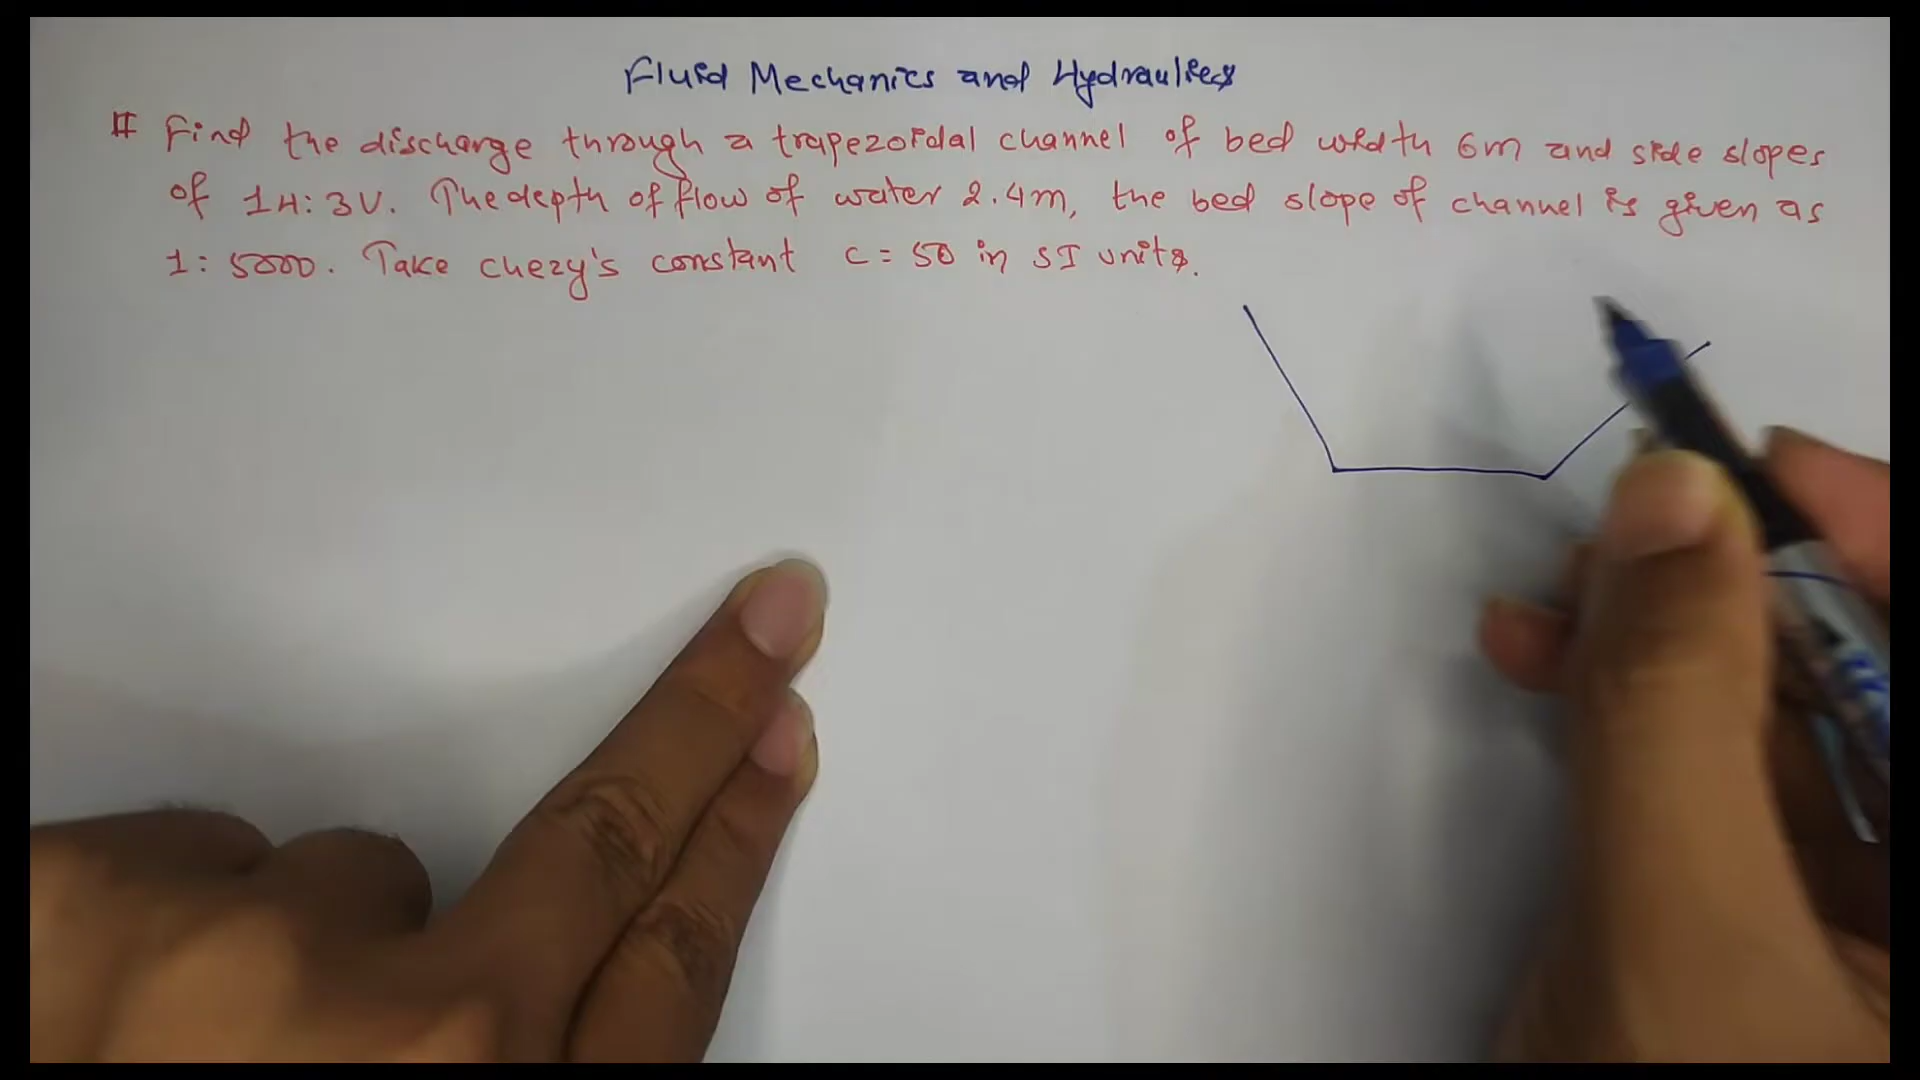 Fluid Mechanics and Hydraulics
# Find the discharge through a trapezoidal channel of bed width 6m and side slopes
of 1H:3V. The depth of flow of water 2.4m, the bed slope of channel is given as
1:5000. Take chezy's constant C=50 in SI units.